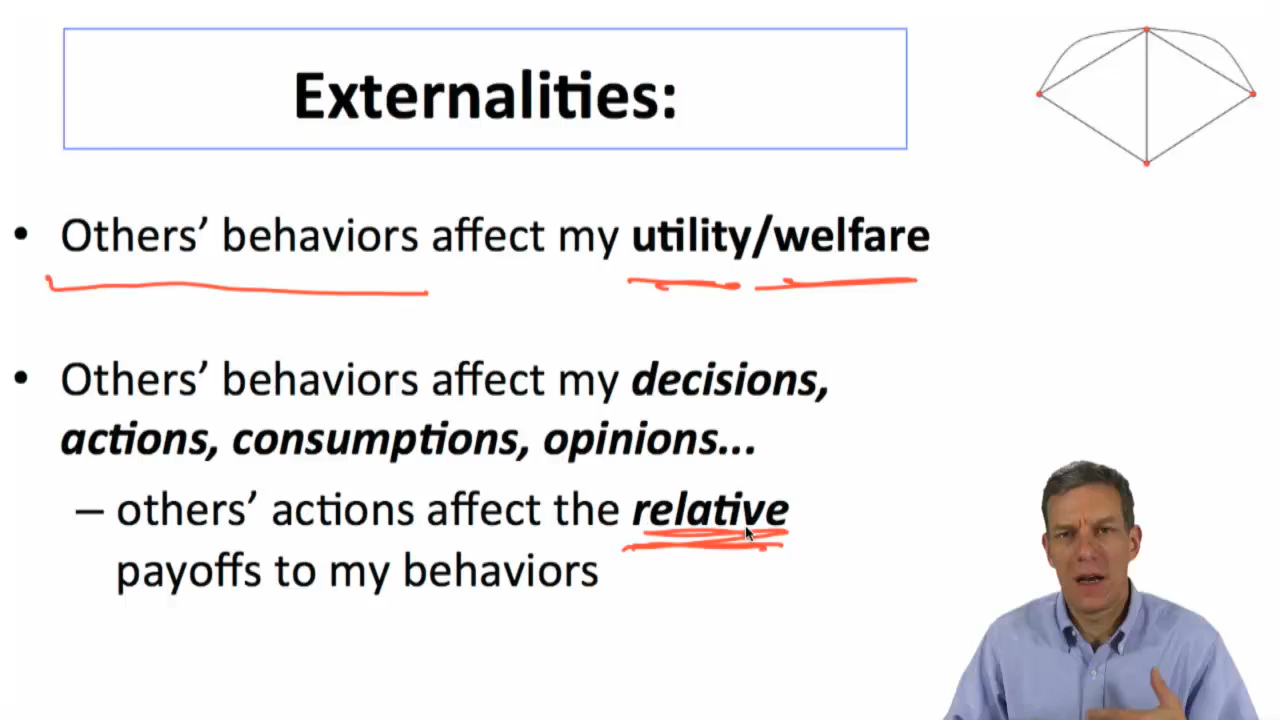 Externalities:
• Others’ behaviors affect my utility/welfare
• Others’ behaviors affect my decisions,
actions, consumptions, opinions...
– others’ actions affect the relative
payoffs to my behaviors